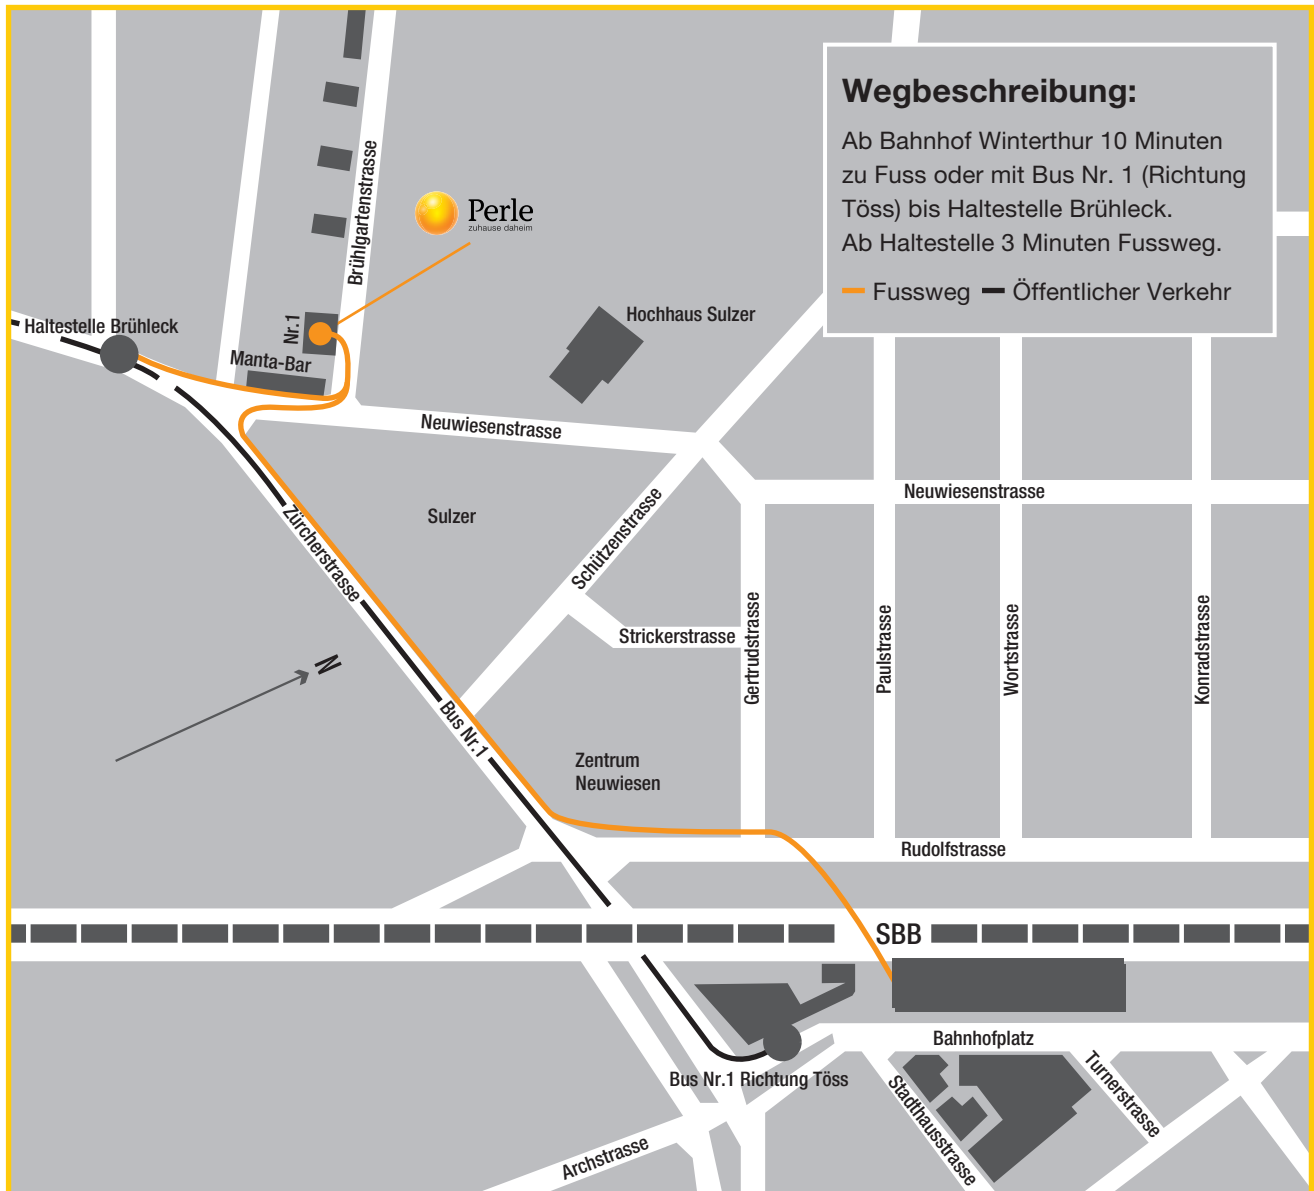 Wegbeschreibung:
Ab Bahnhof Winterthur 10 Minuten
zu Fuss oder mit Bus Nr. 1 (Richtung
Töss) bis Haltestelle Brühleck.
Ab Haltestelle 3 Minuten Fussweg.
Fussweg
Öffentlicher Verkehr
Brühlgartenstrasse
Perle
zuhause daheim
Haltestelle Brühleck
Nr.1
Manta-Bar
Hochhaus Sulzer
Neuwiesenstrasse
Neuwiesenstrasse
Sulzer
Zürcherstrasse
Schützenstrasse
Strickerstrasse
Gertrudstrasse
Paulstrasse
Wortstrasse
Konradstrasse
N
Bus Nr.1
Zentrum
Neuwiesen
Rudolfstrasse
SBB
Bahnhofplatz
Bus Nr.1 Richtung Töss
Stadthausstrasse
Turnerstrasse
Archstrasse